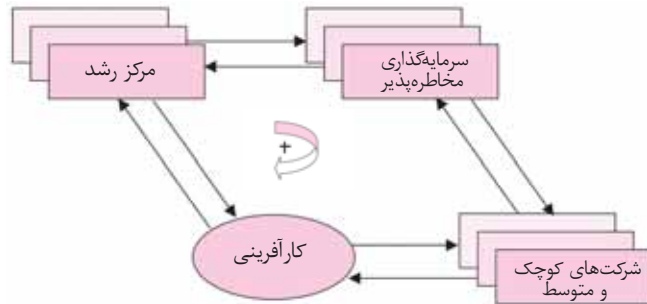 مرکز رشد
سرمایه‌گذاری
مخاطره‌پذیر
+
کارآفرینی
شرکت‌های کوچک
و متوسط